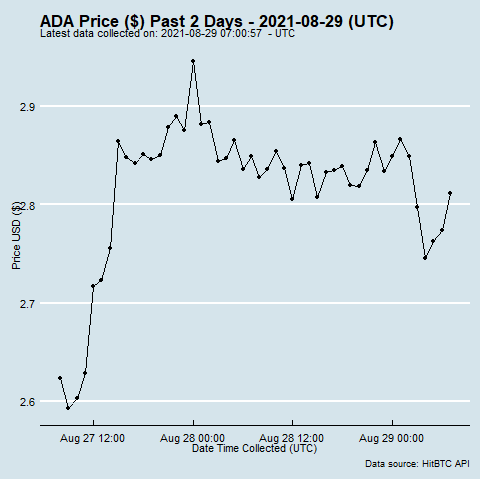 ADA Price ($) Past 2 Days - 2021-08-29 (UTC)
Latest data collected on: 2021-08-29 07:00:57 - UTC
Price USD ($)
2.9
2.8
2.7
2.6
Aug 27 12:00 Aug 28 00:00 Aug 28 12:00 Aug 29 00:00
Date Time Collected (UTC)
Data source: HitBTC API